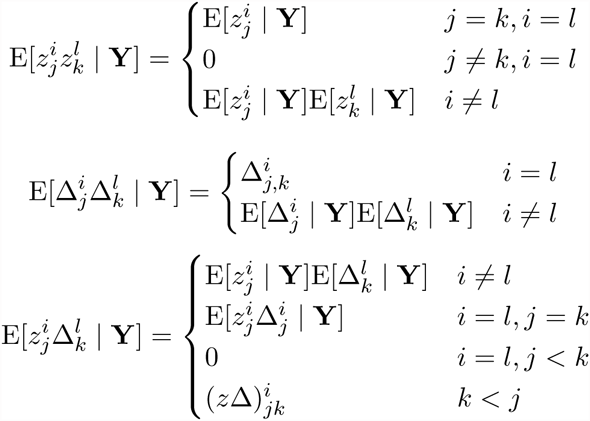 E[z_j^i z_k^l | Y] = { E[z_j^i | Y] j = k, i = l
0 j ≠ k, i = l
E[z_j^i | Y]E[z_k^l | Y] i ≠ l
E[Δ_j^i Δ_k^l | Y] = { Δ_{j,k}^i i = l
E[Δ_j^i | Y]E[Δ_k^l | Y] i ≠ l
E[z_j^i Δ_k^l | Y] = { E[z_j^i | Y]E[Δ_k^l | Y] i ≠ l
E[z_j^i Δ_j^i | Y] i = l, j = k
0 i = l, j < k
(zΔ)_{jk}^i k < j